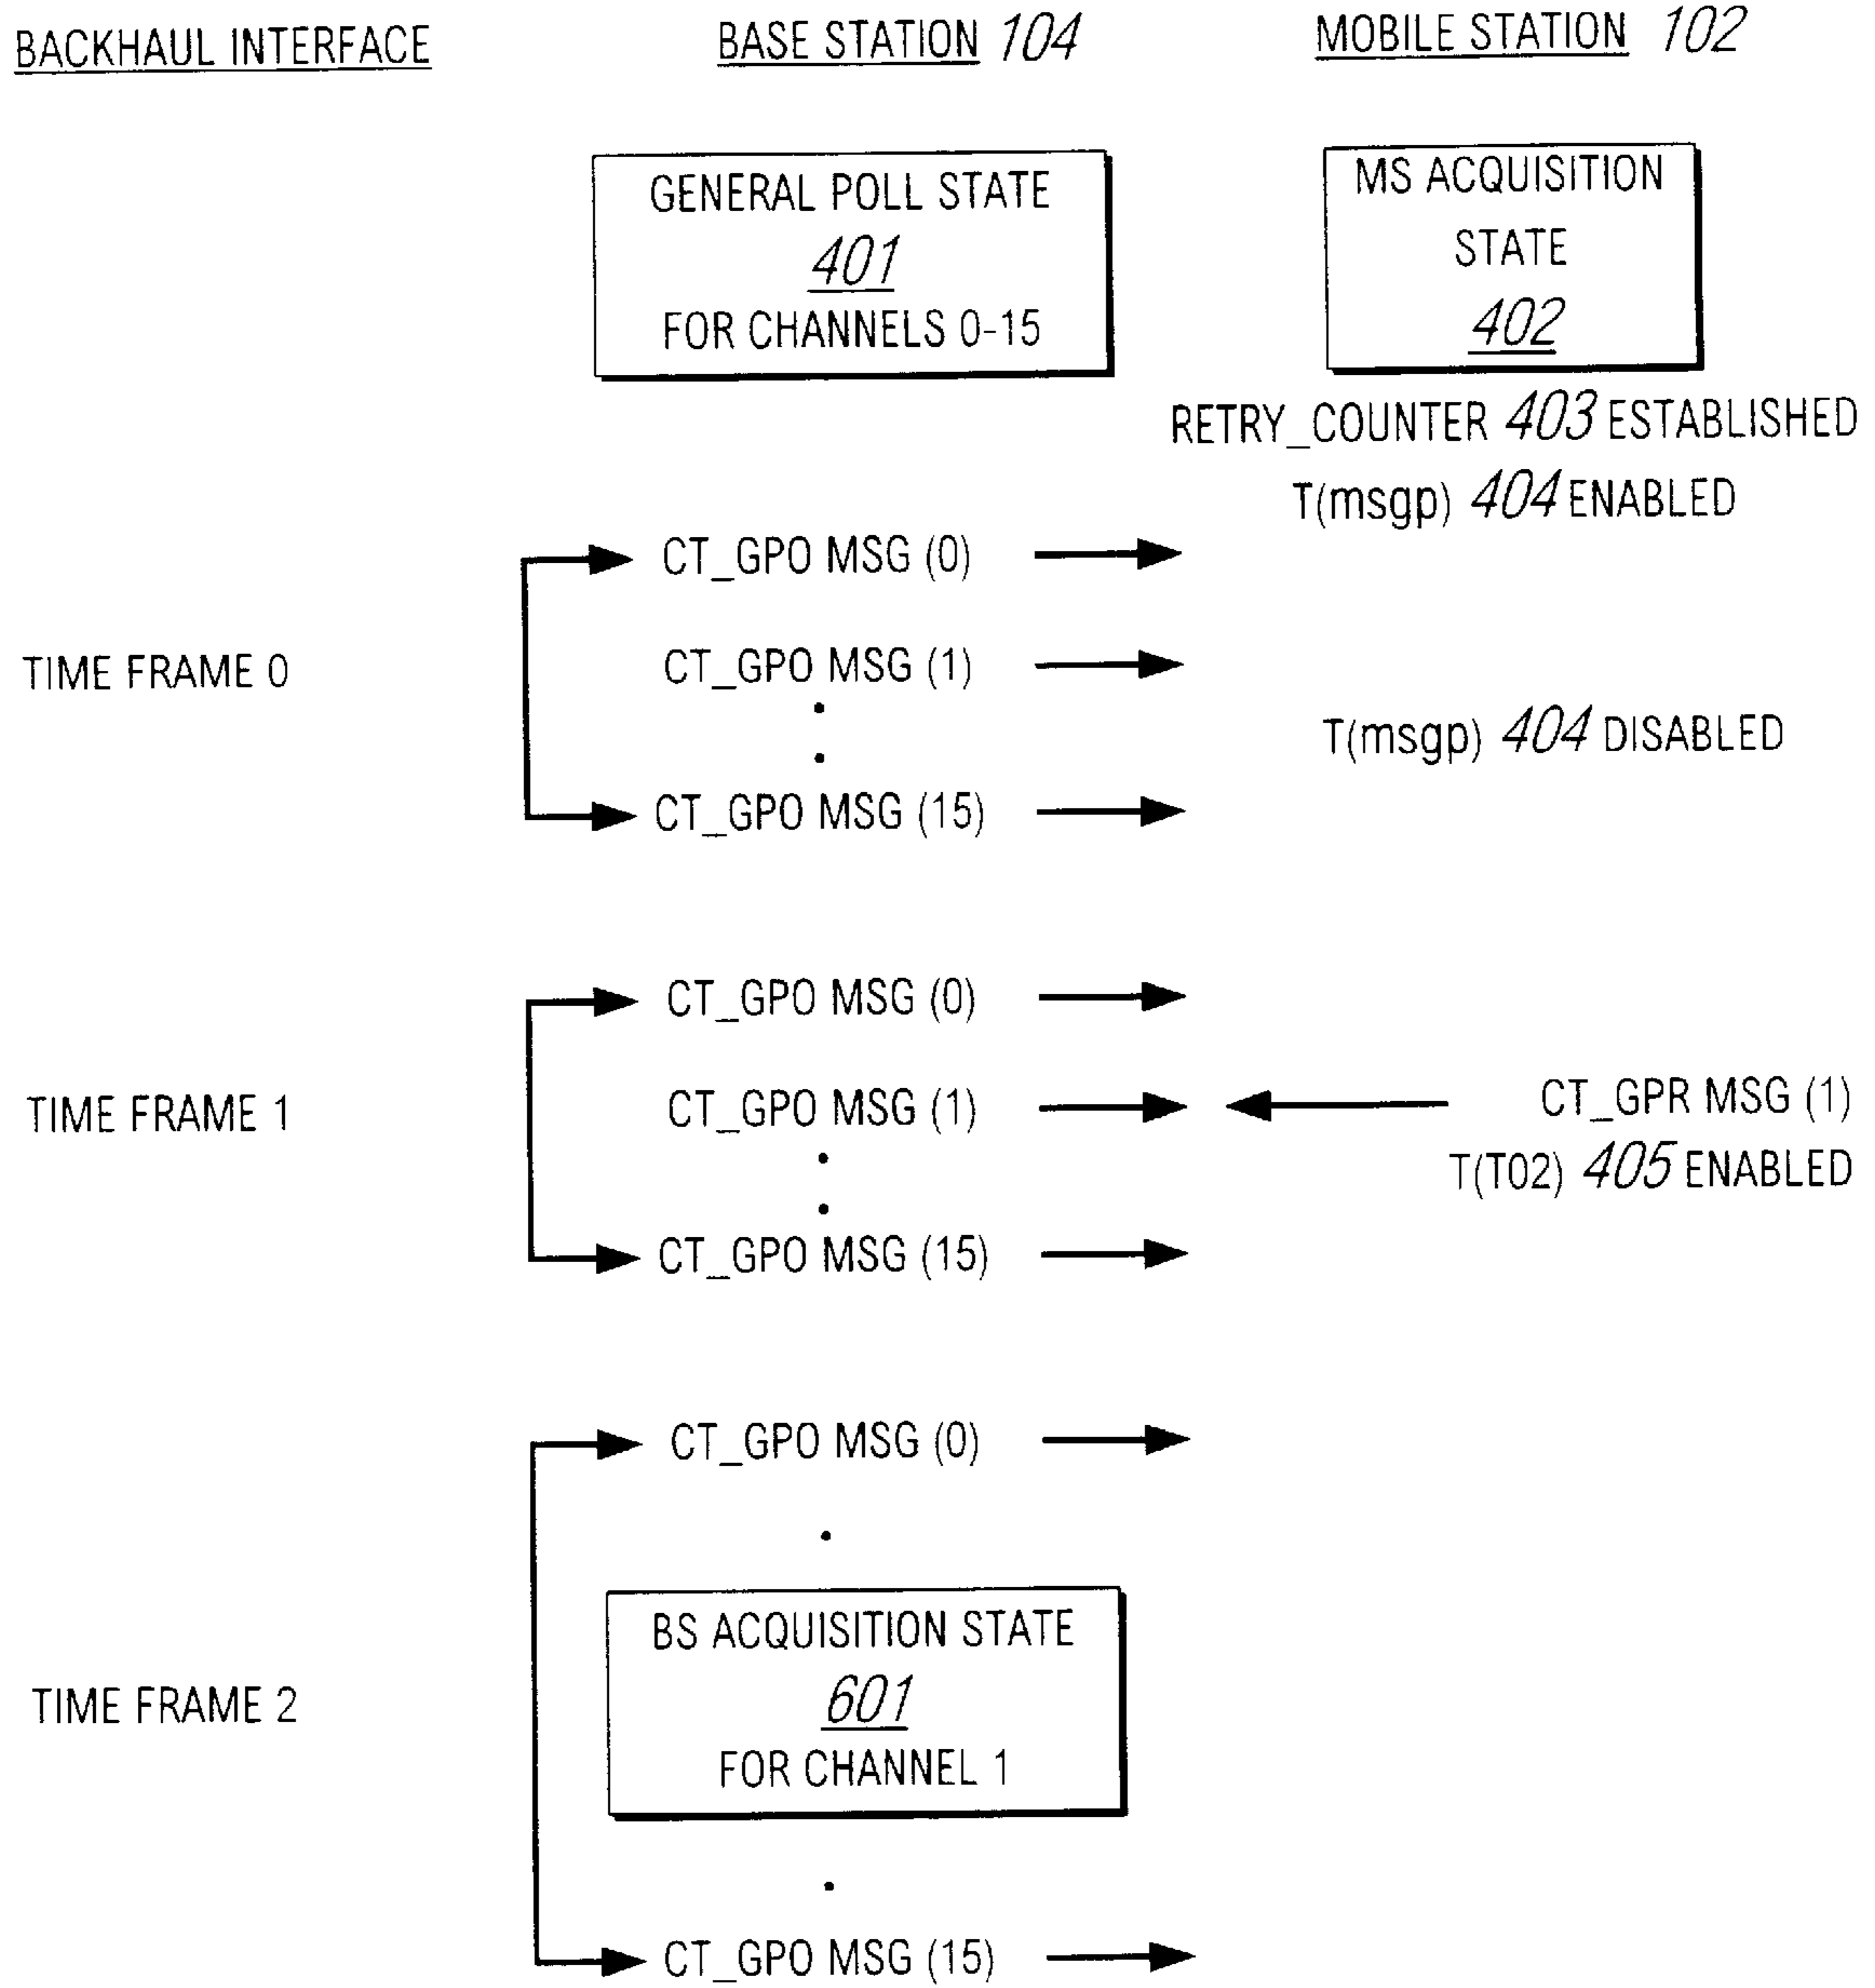 BACKHAUL INTERFACE BASE STATION 104 MOBILE STATION 102
GENERAL POLL STATE
401
FOR CHANNELS 0-15
MS ACQUISITION
STATE
402
RETRY_COUNTER 403 ESTABLISHED
T(msgp) 404 ENABLED
CT_GPO MSG (0)
TIME FRAME 0
CT_GPO MSG (1)
T(msgp) 404 DISABLED
CT_GPO MSG (15)
CT_GPO MSG (0)
TIME FRAME 1
CT_GPO MSG (1)
CT_GPR MSG (1)
T(T02) 405 ENABLED
CT_GPO MSG (15)
CT_GPO MSG (0)
BS ACQUISITION STATE
601
FOR CHANNEL 1
TIME FRAME 2
CT_GPO MSG (15)